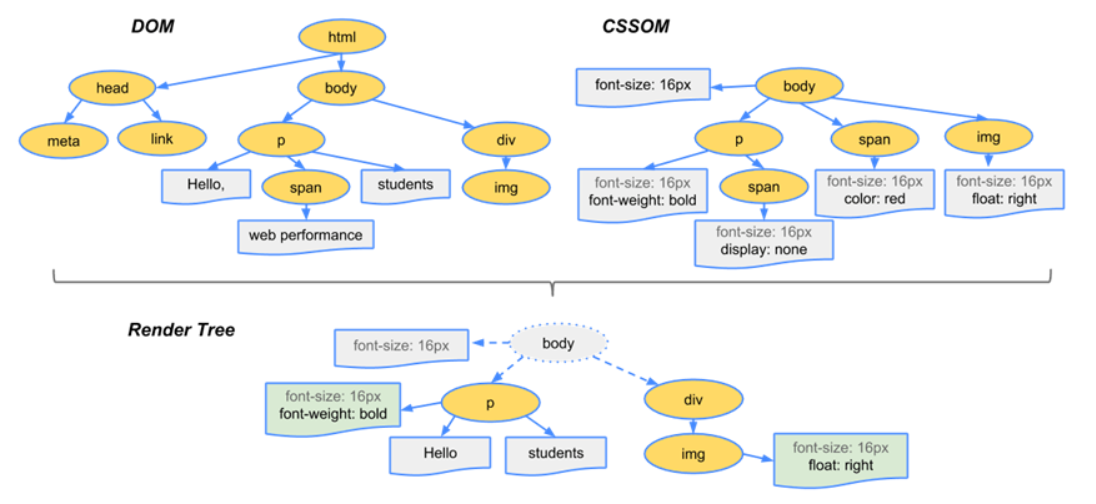 DOM
html
head
body
meta
link
p
div
Hello,
span
students
img
web performance
CSSOM
font-size: 16px
body
p
span
img
font-size: 16px
font-weight: bold
span
font-size: 16px
color: red
font-size: 16px
float: right
font-size: 16px
display: none
Render Tree
font-size: 16px
body
font-size: 16px
font-weight: bold
p
div
Hello
students
img
font-size: 16px
float: right